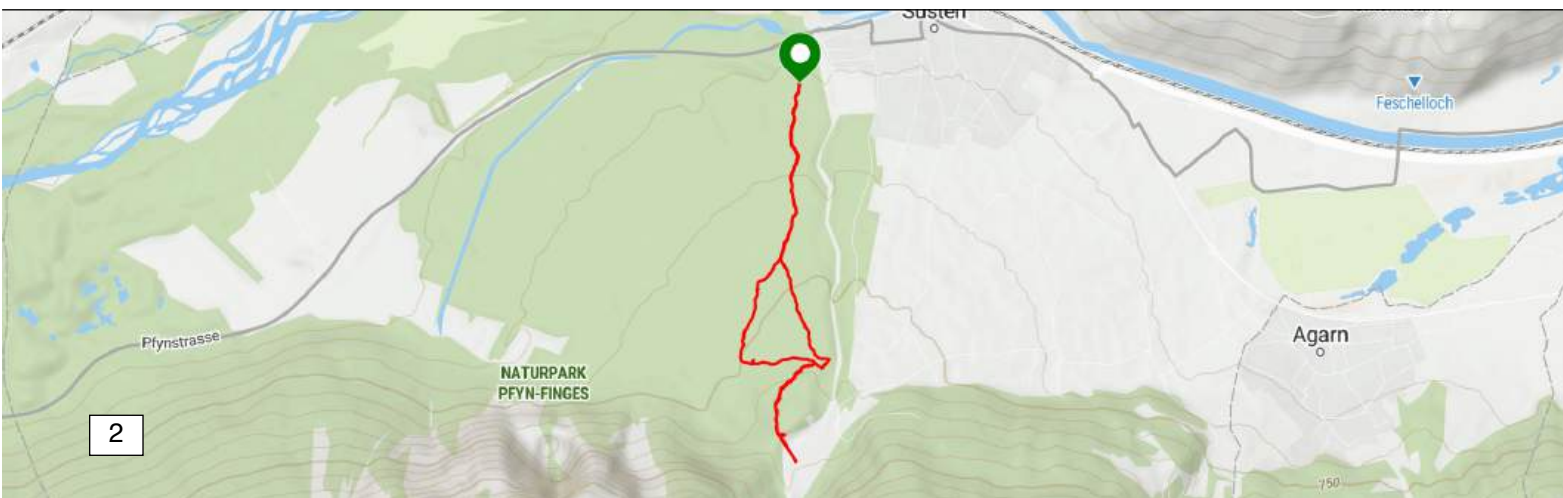 Susten
Feschelloch
Pfynstrasse
Agarn
NATURPARK
PFYN-FINGES
2
750